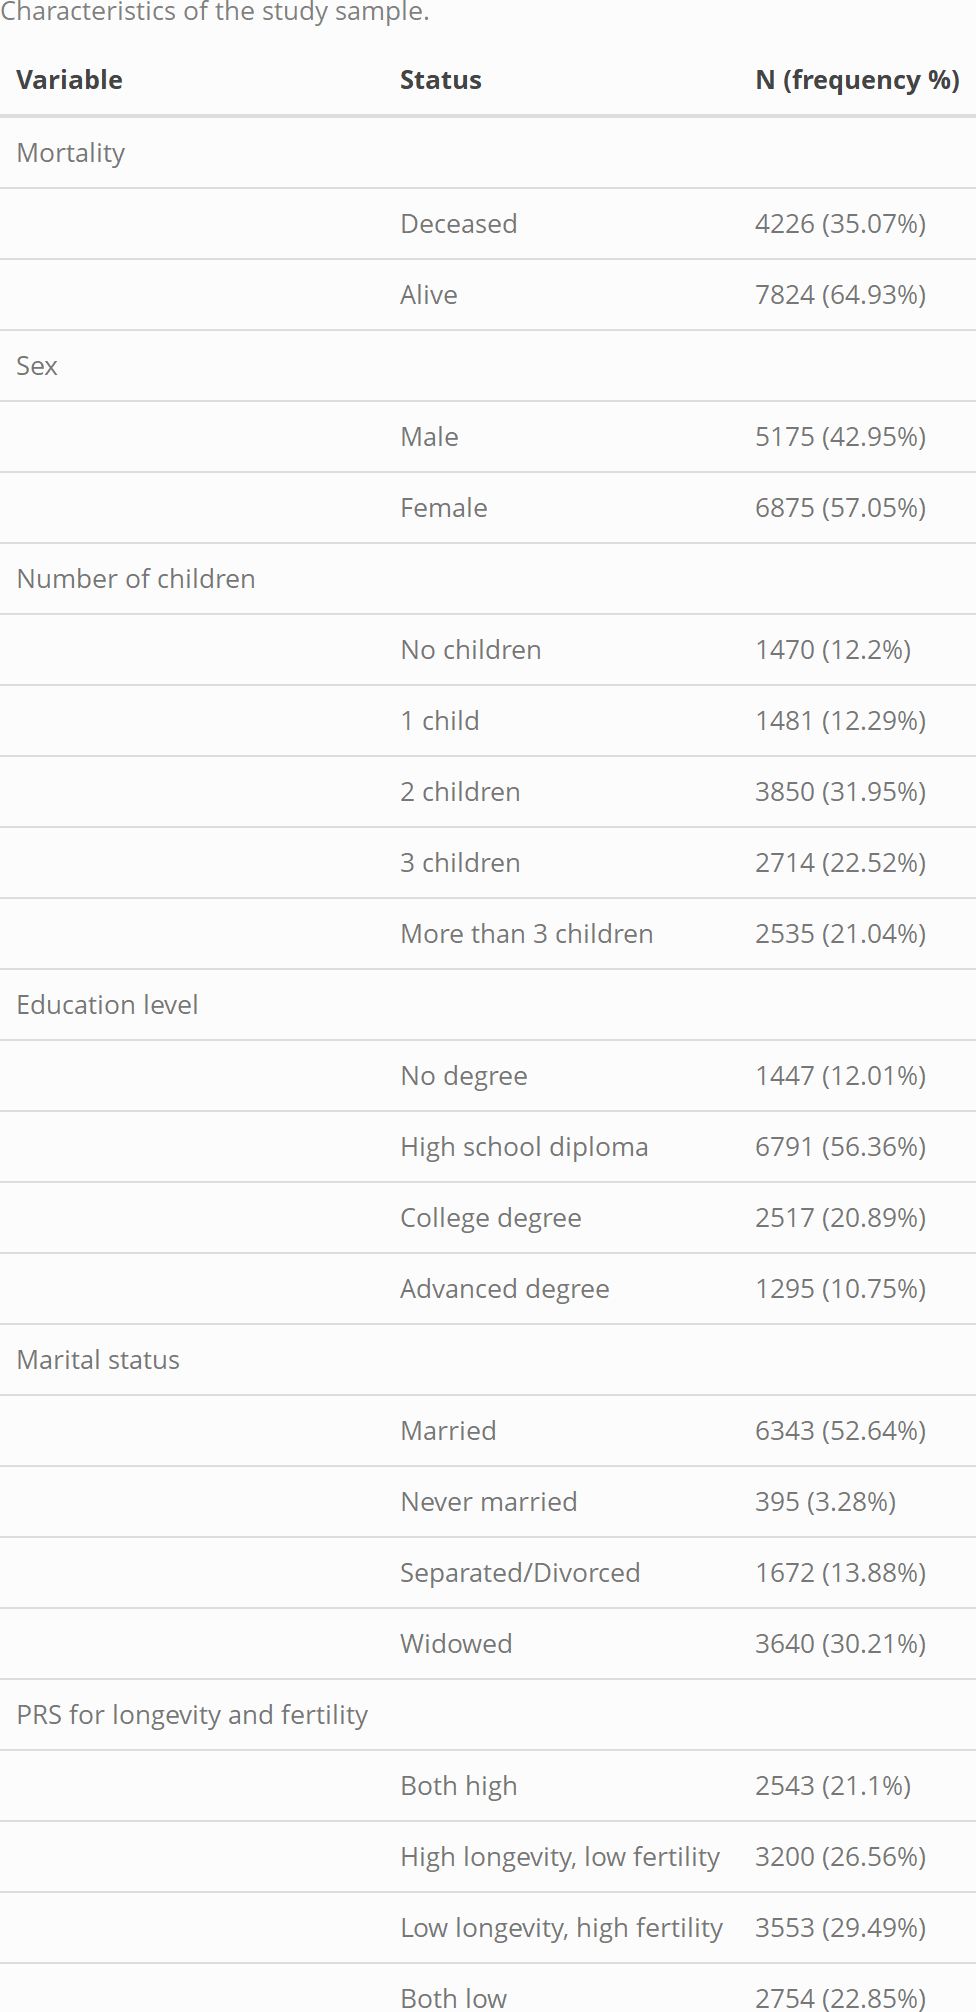 Characteristics of the study sample.
Variable Status N (frequency %)
Mortality
Deceased 4226 (35.07%)
Alive 7824 (64.93%)
Sex
Male 5175 (42.95%)
Female 6875 (57.05%)
Number of children
No children 1470 (12.2%)
1 child 1481 (12.29%)
2 children 3850 (31.95%)
3 children 2714 (22.52%)
More than 3 children 2535 (21.04%)
Education level
No degree 1447 (12.01%)
High school diploma 6791 (56.36%)
College degree 2517 (20.89%)
Advanced degree 1295 (10.75%)
Marital status
Married 6343 (52.64%)
Never married 395 (3.28%)
Separated/Divorced 1672 (13.88%)
Widowed 3640 (30.21%)
PRS for longevity and fertility
Both high 2543 (21.1%)
High longevity, low fertility 3200 (26.56%)
Low longevity, high fertility 3553 (29.49%)
Both low 2754 (22.85%)